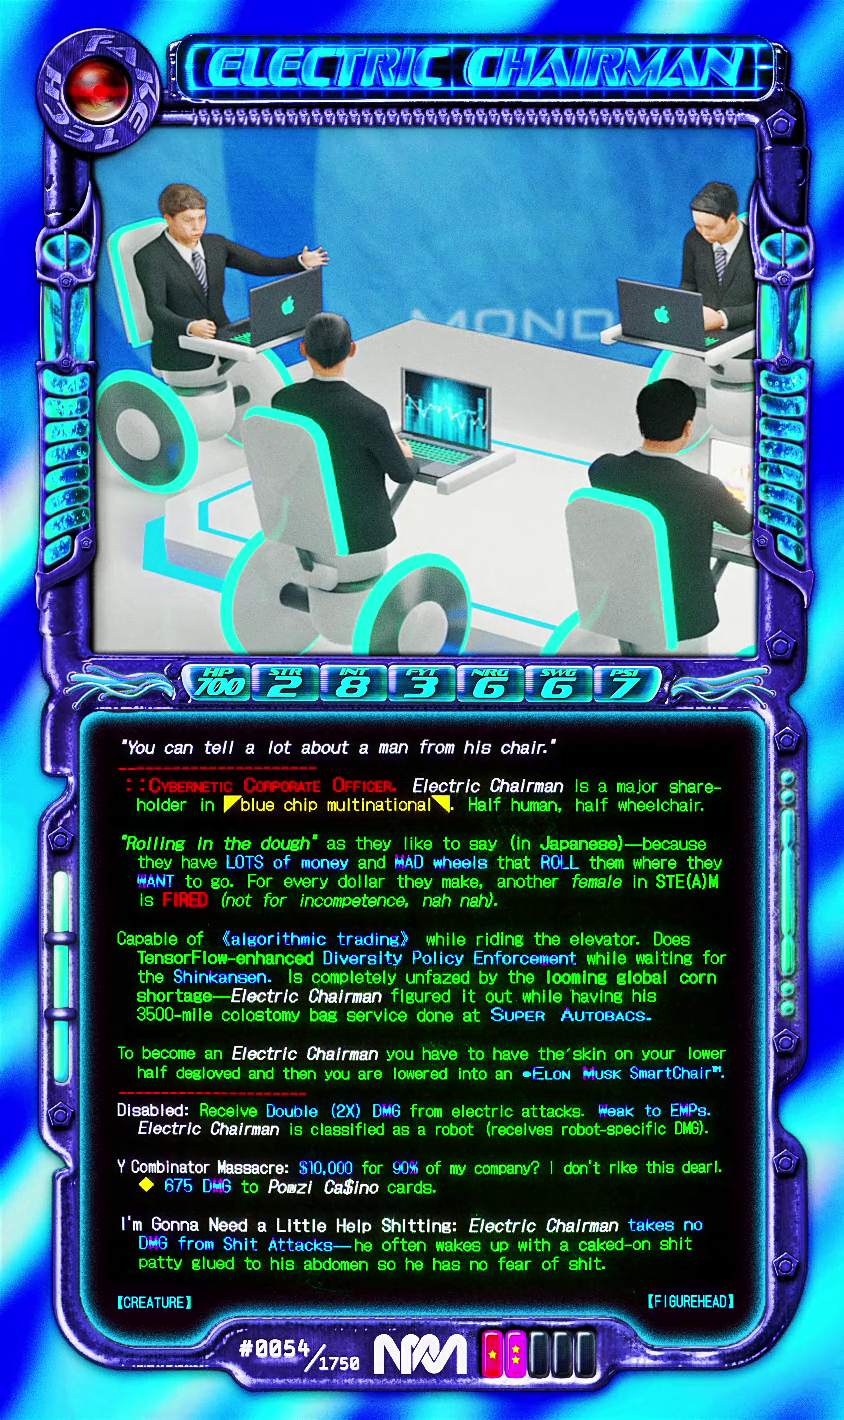 FAKE TECH
ELECTRIC CHAIRMAN
MOND
HP STR INT FYT NRG SWG PSI
700 2 8 3 6 6 7
"You can tell a lot about a man from his chair."
::CYBERNETIC CORPORATE OFFICER. Electric Chairman is a major share-
holder in ◤blue chip multinational◥. Half human, half wheelchair.
"Rolling in the dough" as they like to say (in Japanese)—because
they have LOTS of money and MAD wheels that ROLL them where they
WANT to go. For every dollar they make, another female in STE(A)M
is FIRED (not for incompetence, nah nah).
Capable of 《algorithmic trading》 while riding the elevator. Does
TensorFlow-enhanced Diversity Policy Enforcement while waiting for
the Shinkansen. Is completely unfazed by the looming global corn
shortage—Electric Chairman figured it out while having his
3500-mile colostomy bag service done at SUPER AUTOBACS.
To become an Electric Chairman you have to have the skin on your lower
half degloved and then you are lowered into an •ELON MUSK SMARTCHAIR™.
Disabled: Receive Double (2X) DMG from electric attacks. Weak to EMPs.
Electric Chairman is classified as a robot (receives robot-specific DMG).
Y Combinator Massacre: $10,000 for 90% of my company? I don't rike this dearl.
◆ 675 DMG to Powzi Ca$ino cards.
I'm Gonna Need a Little Help Shitting: Electric Chairman takes no
DMG from Shit Attacks—he often wakes up with a caked-on shit
patty glued to his abdomen so he has no fear of shit.
【CREATURE】 【FIGUREHEAD】
#0054/1750 NPM